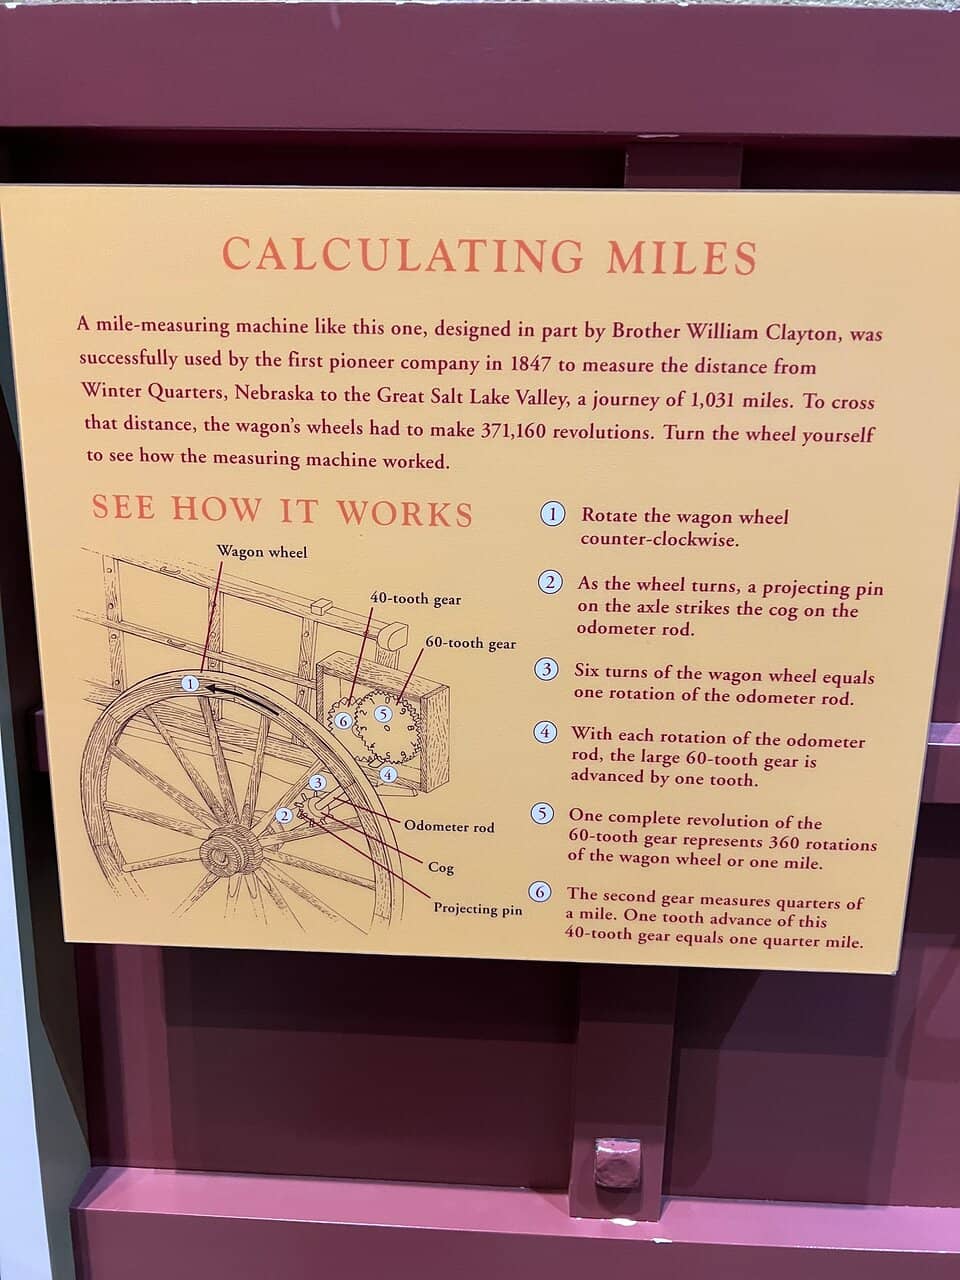 CALCULATING MILES
A mile-measuring machine like this one, designed in part by Brother William Clayton, was
successfully used by the first pioneer company in 1847 to measure the distance from
Winter Quarters, Nebraska to the Great Salt Lake Valley, a journey of 1,031 miles. To cross
that distance, the wagon's wheels had to make 371,160 revolutions. Turn the wheel yourself
to see how the measuring machine worked.
SEE HOW IT WORKS
Wagon wheel
40-tooth gear
60-tooth gear
1
6
5
4
3
2
Odometer rod
Cog
Projecting pin
1 Rotate the wagon wheel
counter-clockwise.
2 As the wheel turns, a projecting pin
on the axle strikes the cog on the
odometer rod.
3 Six turns of the wagon wheel equals
one rotation of the odometer rod.
4 With each rotation of the odometer
rod, the large 60-tooth gear is
advanced by one tooth.
5 One complete revolution of the
60-tooth gear represents 360 rotations
of the wagon wheel or one mile.
6 The second gear measures quarters of
a mile. One tooth advance of this
40-tooth gear equals one quarter mile.